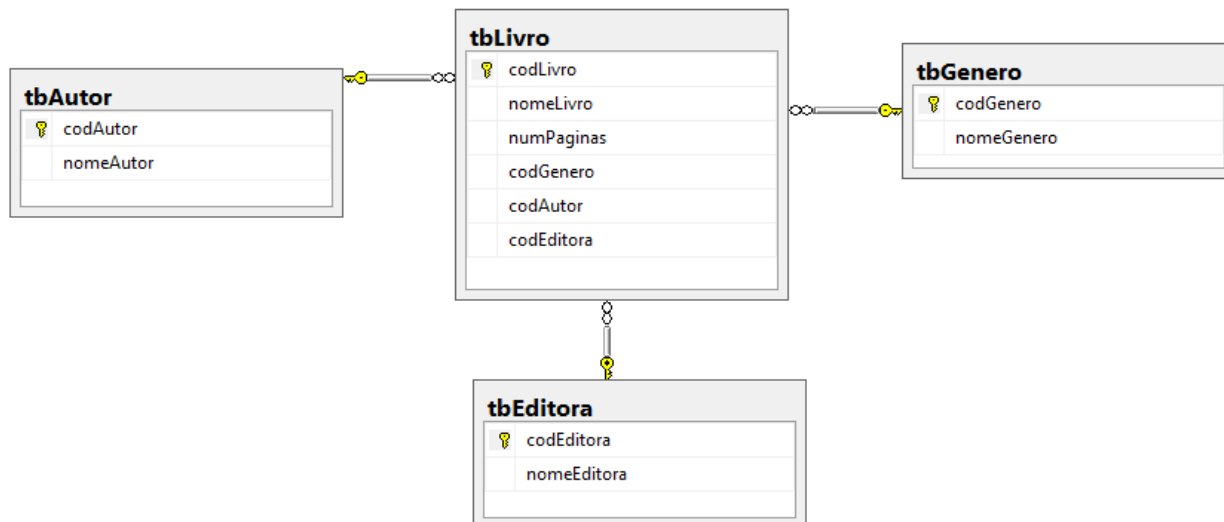 tbAutor
codAutor
nomeAutor
tbLivro
codLivro
nomeLivro
numPaginas
codGenero
codAutor
codEditora
tbGenero
codGenero
nomeGenero
tbEditora
codEditora
nomeEditora